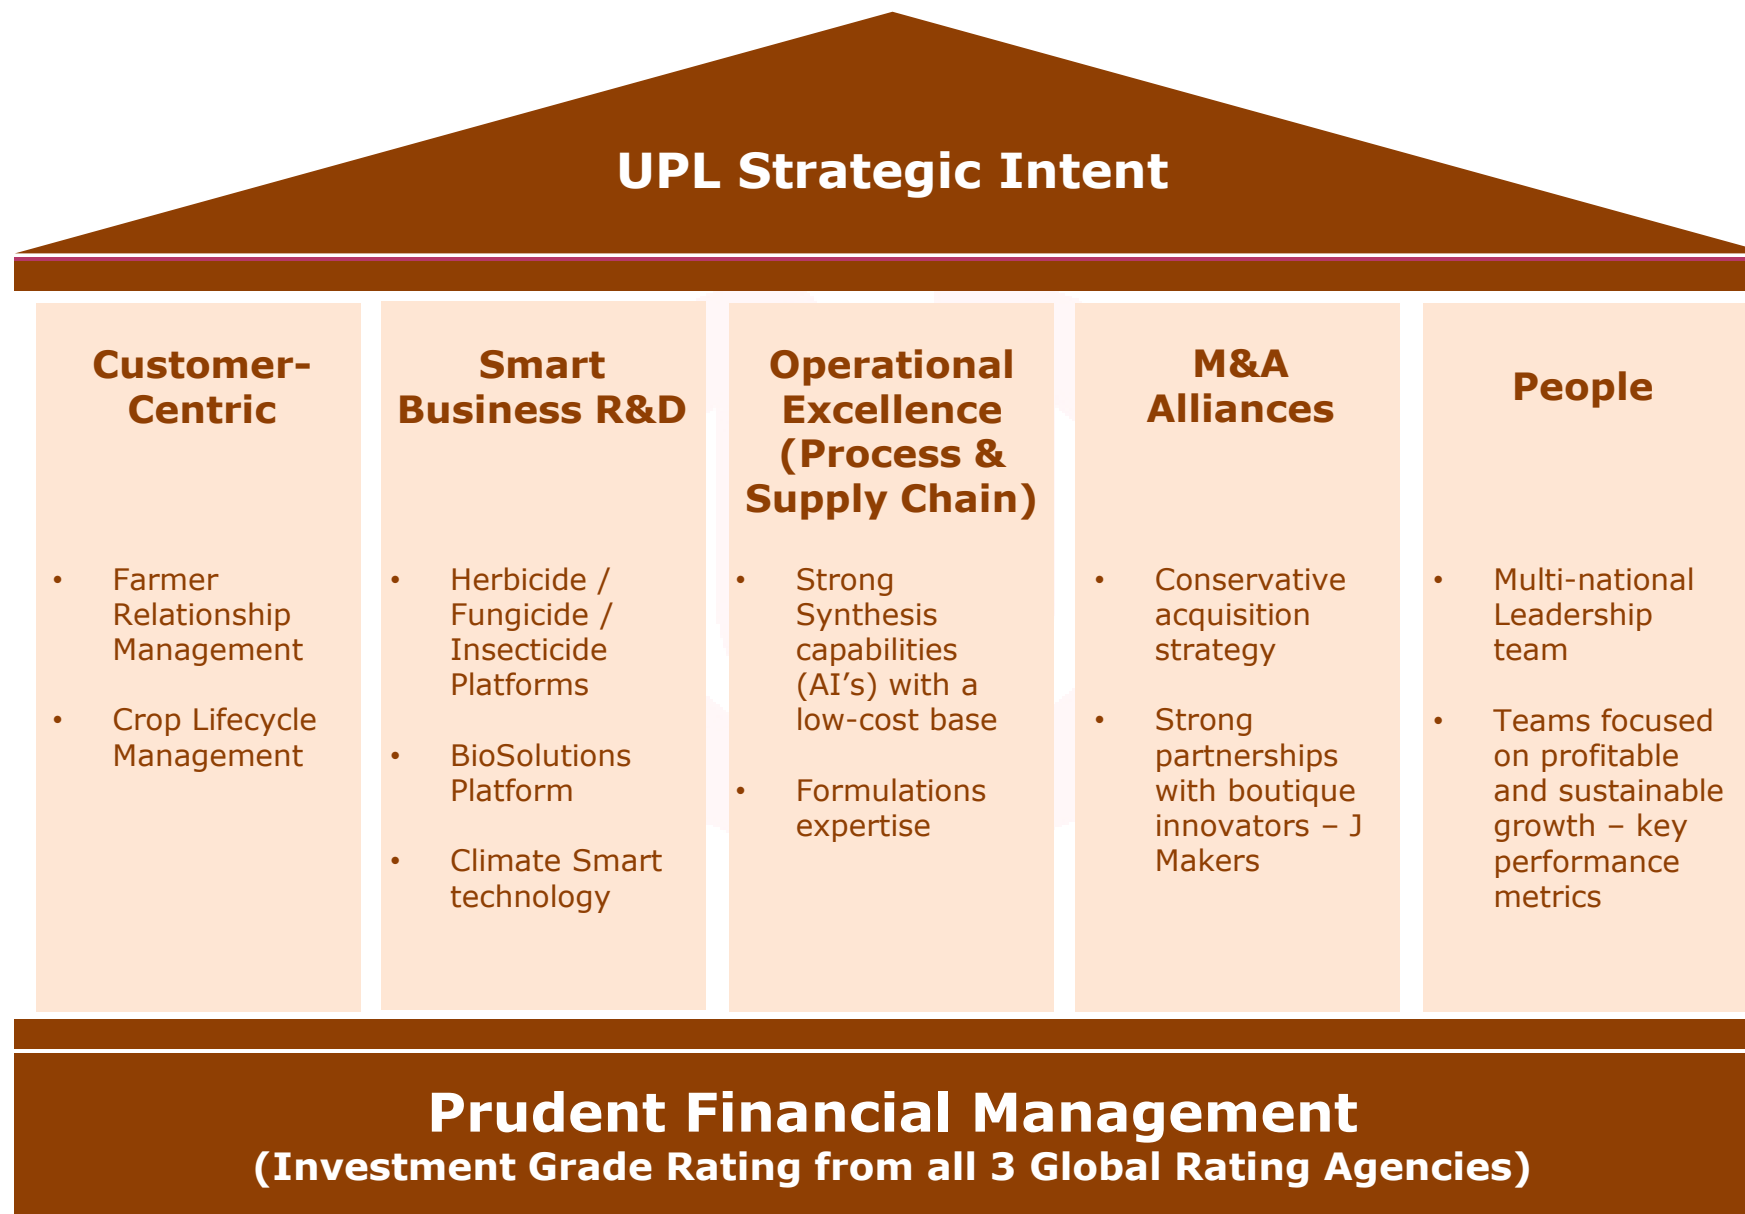 UPL Strategic Intent
Customer-
Centric
• Farmer
Relationship
Management
• Crop Lifecycle
Management
Smart
Business R&D
• Herbicide /
Fungicide /
Insecticide
Platforms
• BioSolutions
Platform
• Climate Smart
technology
Operational
Excellence
(Process &
Supply Chain)
• Strong
Synthesis
capabilities
(AI’s) with a
low-cost base
• Formulations
expertise
M&A
Alliances
• Conservative
acquisition
strategy
• Strong
partnerships
with boutique
innovators – J
Makers
People
• Multi-national
Leadership
team
• Teams focused
on profitable
and sustainable
growth – key
performance
metrics
Prudent Financial Management
(Investment Grade Rating from all 3 Global Rating Agencies)